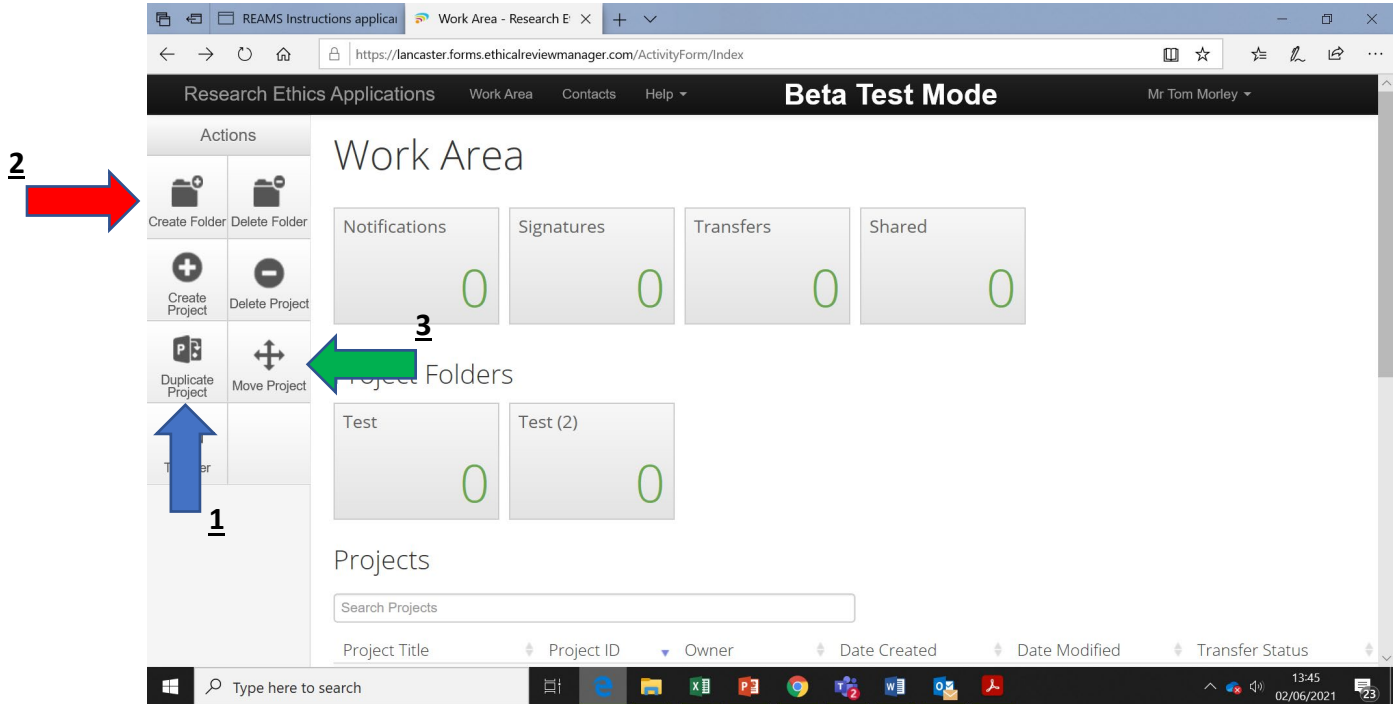 REAMS Instructions applicai
Work Area - Research E
https://lancaster.forms.ethicalreviewmanager.com/ActivityForm/Index
Research Ethics Applications
Work Area
Contacts
Help
Beta Test Mode
Mr Tom Morley
Actions
2
Create Folder
Delete Folder
Create
Project
Delete Project
Duplicate
Project
Move Project
1
3
Work Area
Notifications
0
Signatures
0
Transfers
0
Shared
0
Folders
Test
0
Test (2)
0
Projects
Search Projects
Project Title
Project ID
Owner
Date Created
Date Modified
Transfer Status
Type here to search
13:45
02/06/2021
2
23